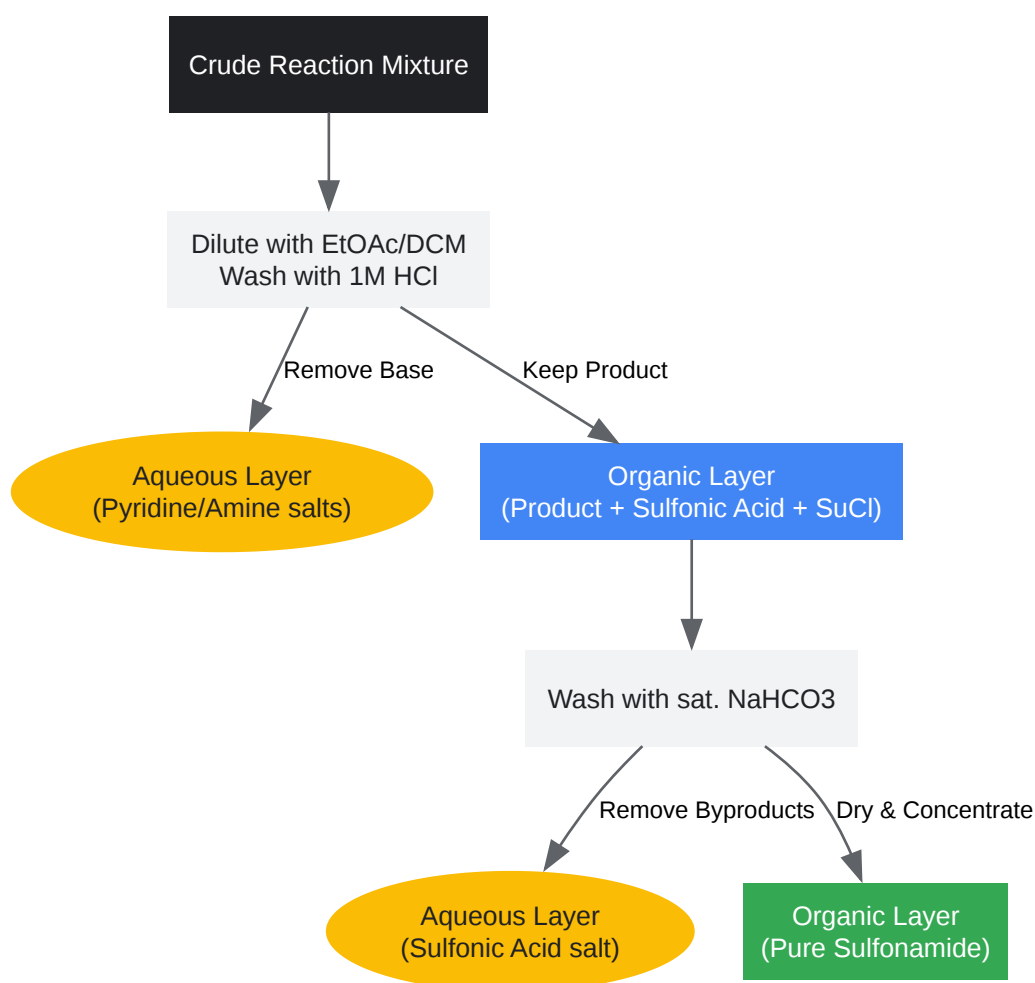 Crude Reaction Mixture
Dilute with EtOAc/DCM
Wash with 1M HCl
Remove Base
Keep Product
Aqueous Layer
(Pyridine/Amine salts)
Organic Layer
(Product + Sulfonic Acid + SuCl)
Wash with sat. NaHCO3
Remove Byproducts
Dry & Concentrate
Aqueous Layer
(Sulfonic Acid salt)
Organic Layer
(Pure Sulfonamide)